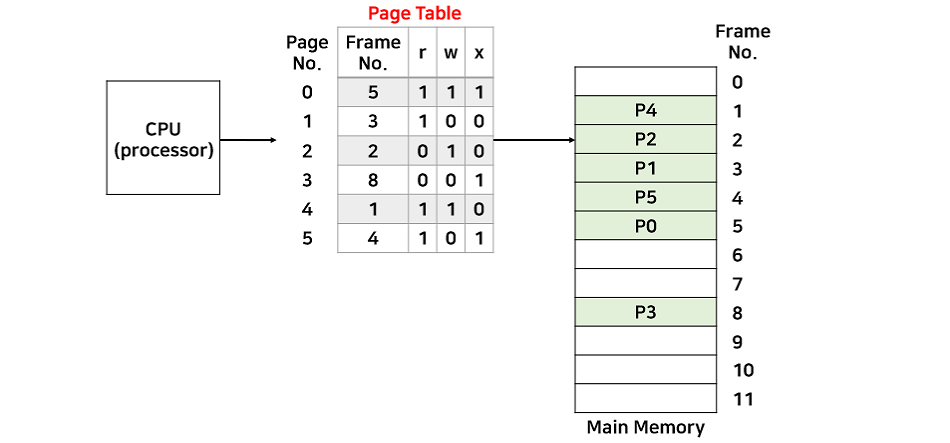 Page Table
Page No.
Frame No.
r w x
0 5 1 1 1
1 3 1 0 0
2 2 0 1 0
3 8 0 0 1
4 1 1 1 0
5 4 1 0 1
CPU
(processor)
Frame
No.
0
P4 1
P2 2
P1 3
P5 4
P0 5
6
7
P3 8
9
10
11
Main Memory